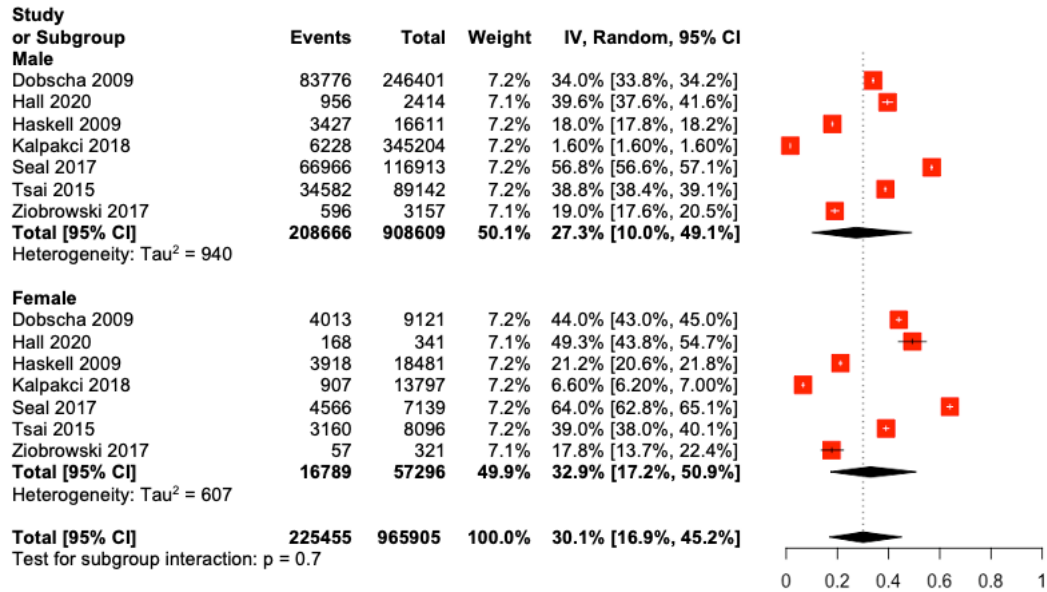 Study
or Subgroup Events Total Weight IV, Random, 95% CI
Male
Dobscha 2009 83776 246401 7.2% 34.0% [33.8%, 34.2%]
Hall 2020 956 2414 7.1% 39.6% [37.6%, 41.6%]
Haskell 2009 3427 16611 7.2% 18.0% [17.8%, 18.2%]
Kalpakci 2018 6228 345204 7.2% 1.60% [1.60%, 1.60%]
Seal 2017 66966 116913 7.2% 56.8% [56.6%, 57.1%]
Tsai 2015 34582 89142 7.2% 38.8% [38.4%, 39.1%]
Ziobrowski 2017 596 3157 7.1% 19.0% [17.6%, 20.5%]
Total [95% CI] 208666 908609 50.1% 27.3% [10.0%, 49.1%]
Heterogeneity: Tau² = 940
Female
Dobscha 2009 4013 9121 7.2% 44.0% [43.0%, 45.0%]
Hall 2020 168 341 7.1% 49.3% [43.8%, 54.7%]
Haskell 2009 3918 18481 7.2% 21.2% [20.6%, 21.8%]
Kalpakci 2018 907 13797 7.2% 6.60% [6.20%, 7.00%]
Seal 2017 4566 7139 7.2% 64.0% [62.8%, 65.1%]
Tsai 2015 3160 8096 7.2% 39.0% [38.0%, 40.1%]
Ziobrowski 2017 57 321 7.1% 17.8% [13.7%, 22.4%]
Total [95% CI] 16789 57296 49.9% 32.9% [17.2%, 50.9%]
Heterogeneity: Tau² = 607
Total [95% CI] 225455 965905 100.0% 30.1% [16.9%, 45.2%]
Test for subgroup interaction: p = 0.7
0 0.2 0.4 0.6 0.8 1